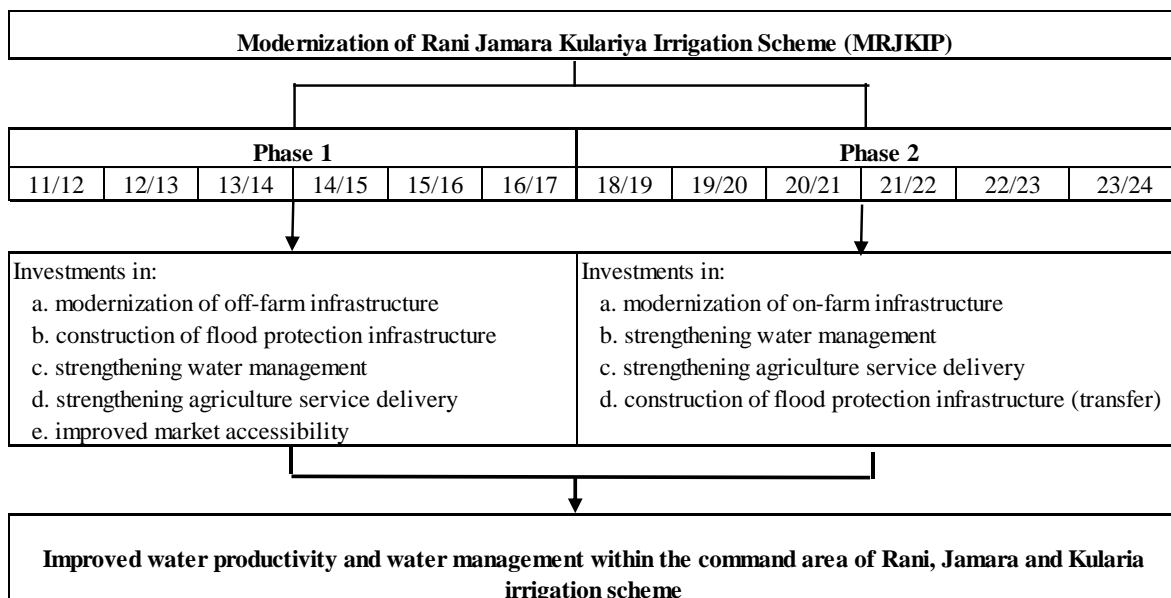 Modernization of Rani Jamara Kulariya Irrigation Scheme (MRJKIP)
Phase 1 Phase 2
11/12 12/13 13/14 14/15 15/16 16/17 18/19 19/20 20/21 21/22 22/23 23/24
Investments in:
a. modernization of off-farm infrastructure
b. construction of flood protection infrastructure
c. strengthening water management
d. strengthening agriculture service delivery
e. improved market accessibility
Investments in:
a. modernization of on-farm infrastructure
b. strengthening water management
c. strengthening agriculture service delivery
d. construction of flood protection infrastructure (transfer)
Improved water productivity and water management within the command area of Rani, Jamara and Kularia
irrigation scheme